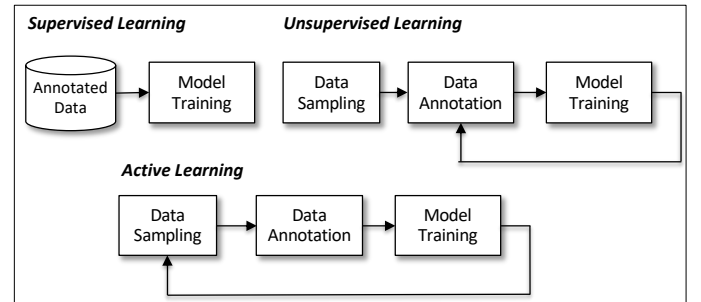 Supervised Learning
Annotated
Data
Model
Training
Unsupervised Learning
Data
Sampling
Data
Annotation
Model
Training
Active Learning
Data
Sampling
Data
Annotation
Model
Training